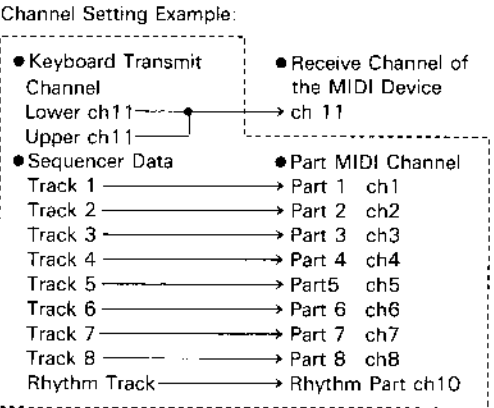 Channel Setting Example:
● Keyboard Transmit
Channel
Lower ch11
Upper ch11
● Receive Channel of
the MIDI Device
ch 11
● Sequencer Data
● Part MIDI Channel
Track 1 → Part 1 ch1
Track 2 → Part 2 ch2
Track 3 → Part 3 ch3
Track 4 → Part 4 ch4
Track 5 → Part5 ch5
Track 6 → Part 6 ch6
Track 7 → Part 7 ch7
Track 8 → Part 8 ch8
Rhythm Track → Rhythm Part ch10